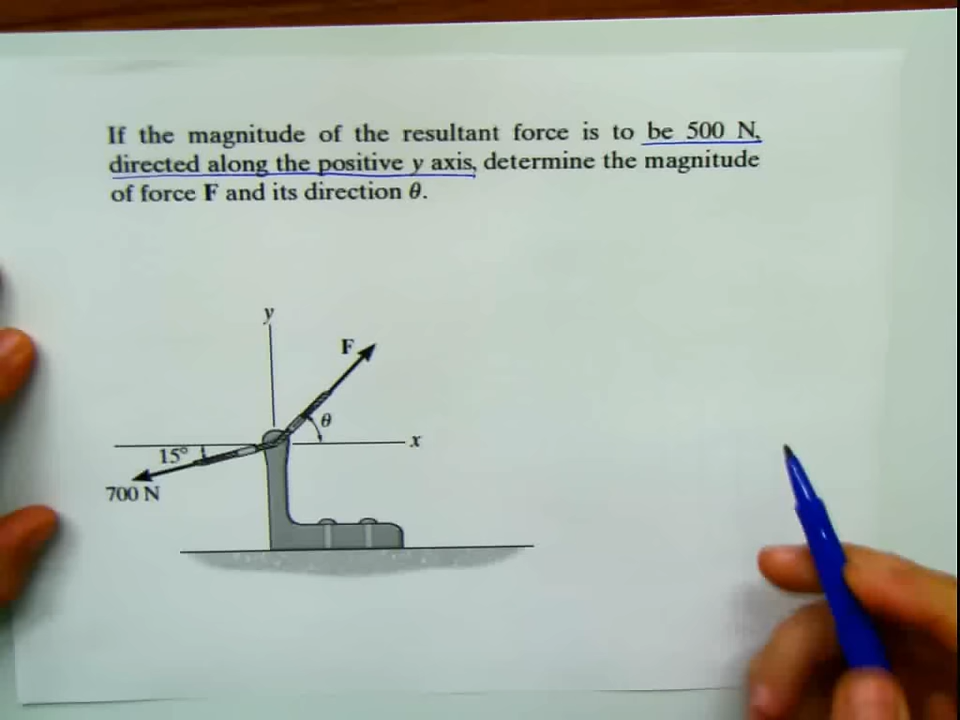 If the magnitude of the resultant force is to be 500 N,
directed along the positive y axis, determine the magnitude
of force F and its direction θ.
y
F
θ
x
15°
700 N